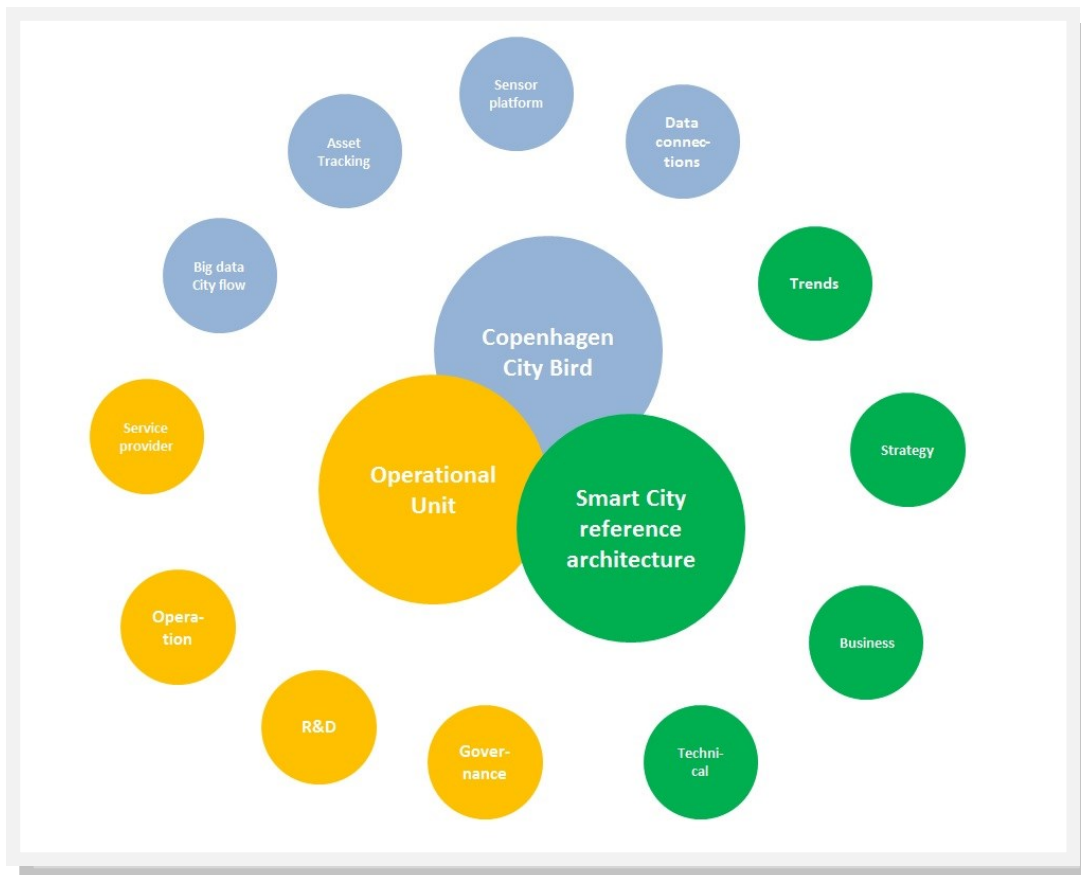 Sensor
platform
Data
connec-
tions
Asset
Tracking
Big data
City flow
Trends
Copenhagen
City Bird
Service
provider
Strategy
Operational
Unit
Smart City
reference
architecture
Opera-
tion
Business
R&D
Gover-
nance
Techni-
cal